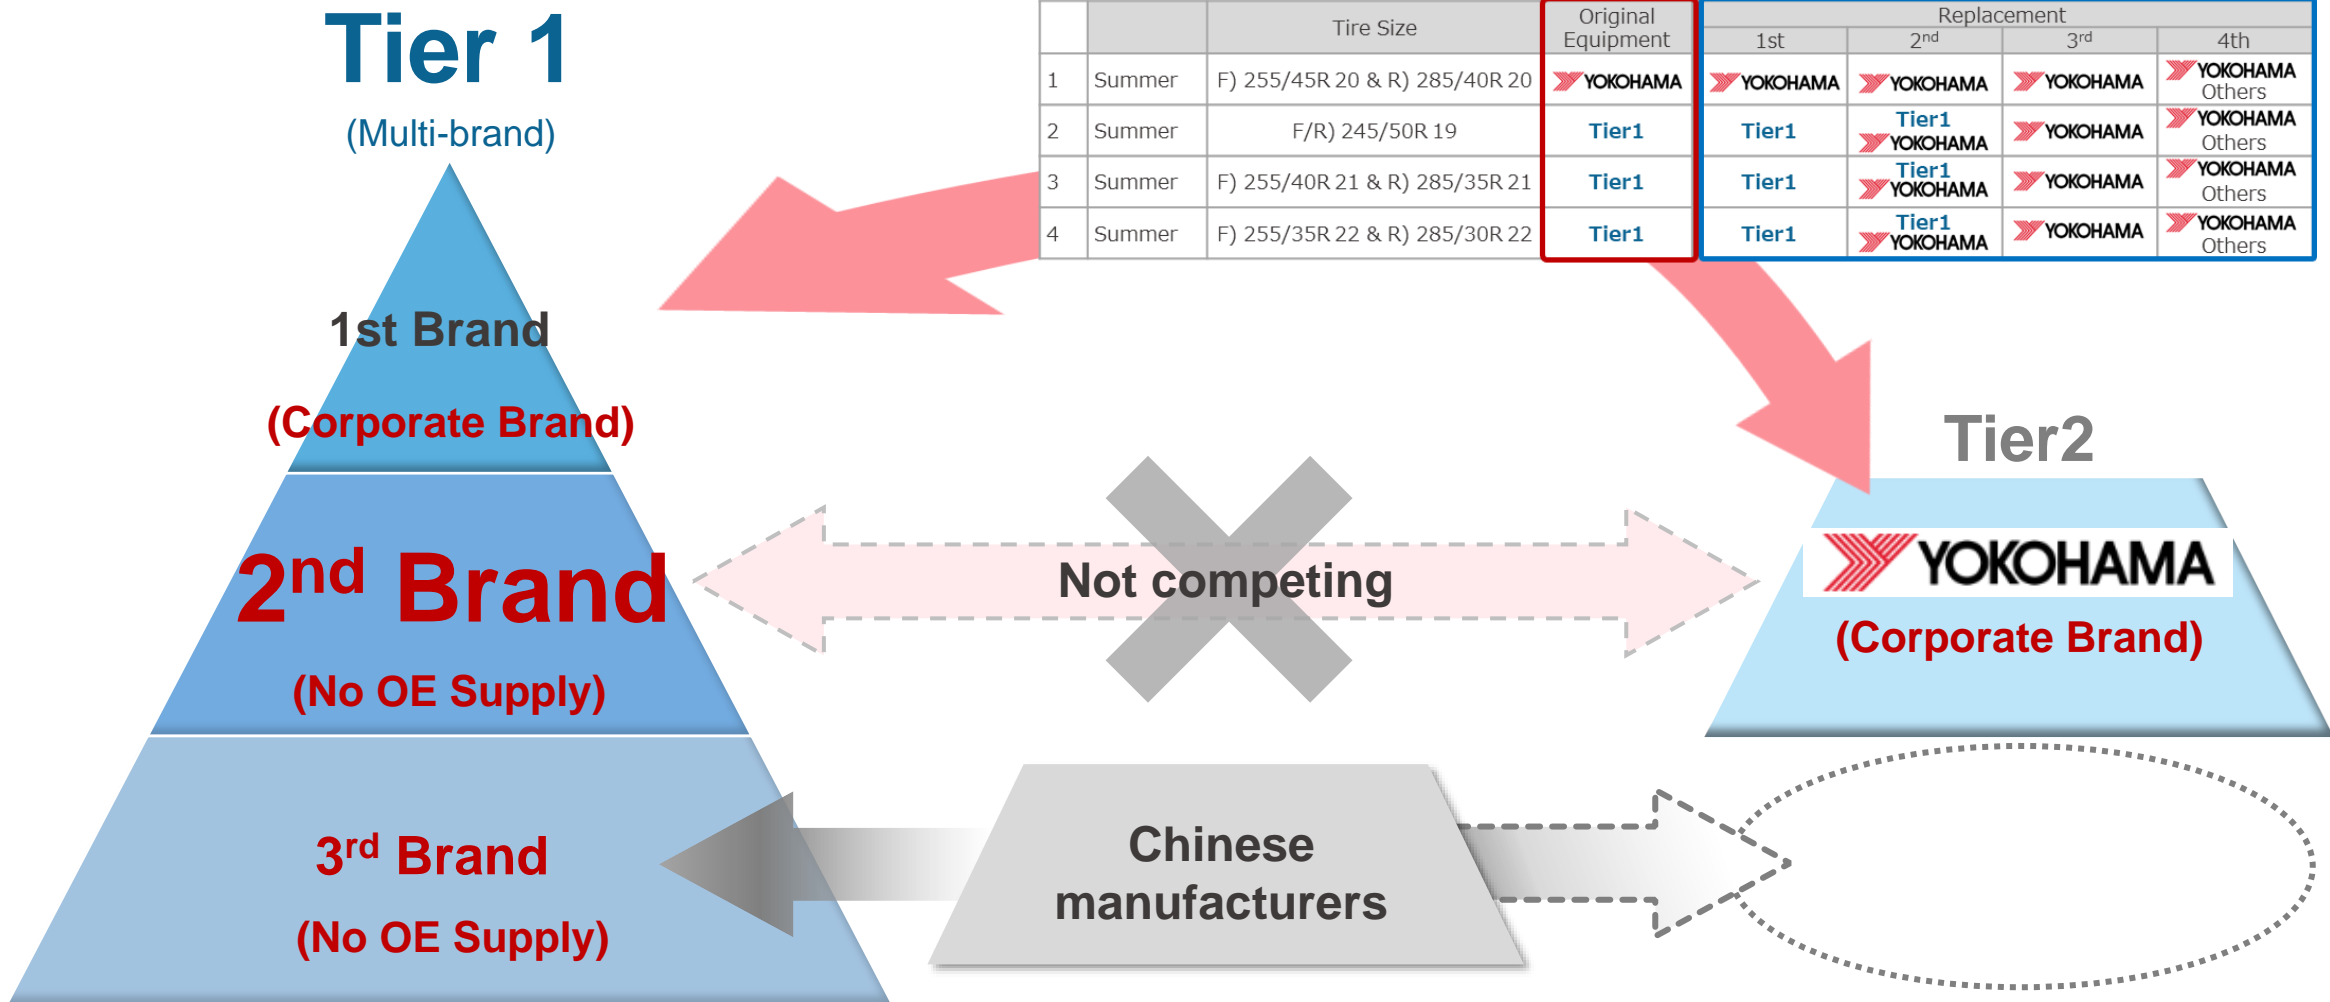 Tier 1
(Multi-brand)
1st Brand
(Corporate Brand)
2nd Brand
(No OE Supply)
3rd Brand
(No OE Supply)
Tire Size
Original
Equipment
Replacement
1st 2nd 3rd 4th
1 Summer F) 255/45R 20 & R) 285/40R 20 YOKOHAMA YOKOHAMA YOKOHAMA YOKOHAMA YOKOHAMA
Others
2 Summer F/R) 245/50R 19 Tier1 Tier1 Tier1
YOKOHAMA YOKOHAMA YOKOHAMA
Others
3 Summer F) 255/40R 21 & R) 285/35R 21 Tier1 Tier1 Tier1
YOKOHAMA YOKOHAMA YOKOHAMA
Others
4 Summer F) 255/35R 22 & R) 285/30R 22 Tier1 Tier1 Tier1
YOKOHAMA YOKOHAMA YOKOHAMA
Others
Not competing
Tier2
YOKOHAMA
(Corporate Brand)
Chinese
manufacturers